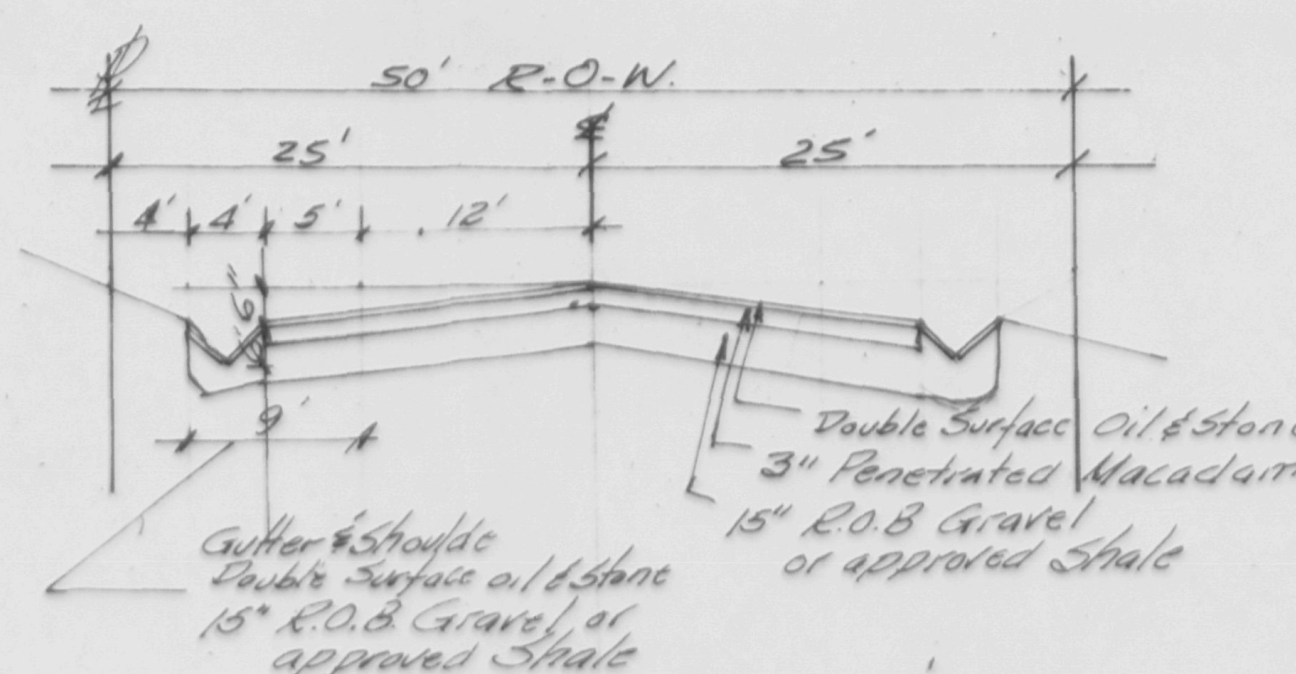 50' R-O-W.
25'
25'
4' 4' 5' 12'
6"
9'
Double Surface Oil & Stone
3" Penetrated Macadam
15" R.O.B Gravel
or approved Shale
Gutter & Shoulde
Double Surface oil & Stone
15" R.O.B. Gravel or
approved Shale